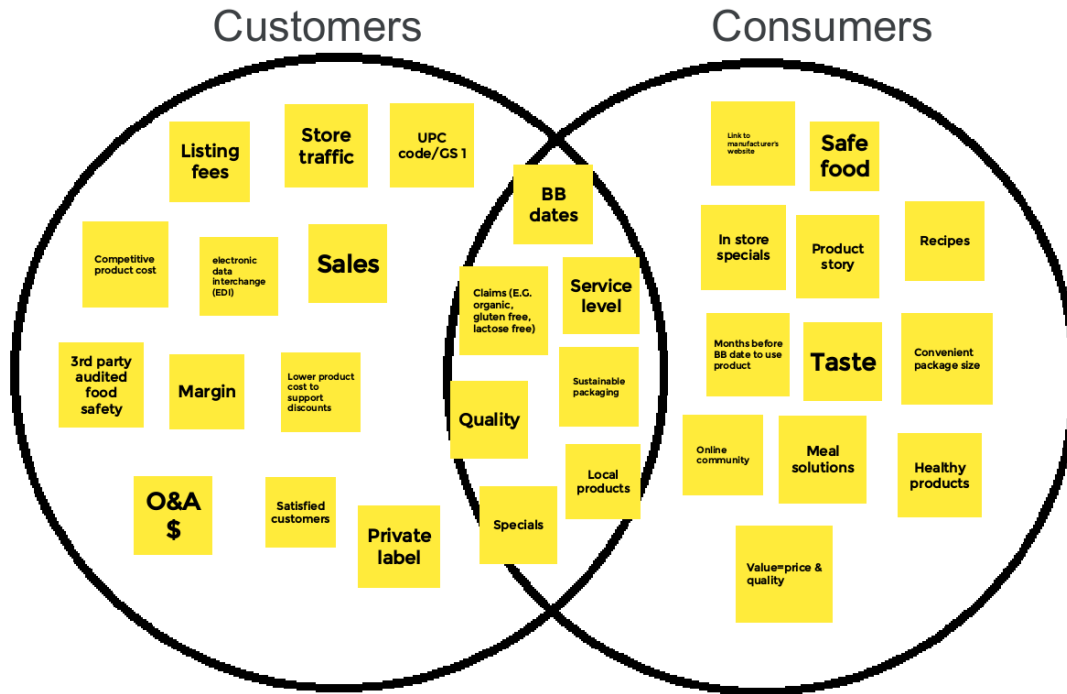 Customers
Consumers
Listing
fees
Store
traffic
UPC
code/GS 1
Competitive
product cost
electronic
data
interchange
(EDI)
Sales
3rd party
audited
food
safety
Margin
Lower product
cost to
support
discounts
O&A
$
Satisfied
customers
Private
label
BB
dates
Claims (E.G.
organic,
gluten free,
lactose free)
Service
level
Sustainable
packaging
Quality
Local
products
Specials
Link to
manufacturer's
website
Safe
food
In store
specials
Product
story
Recipes
Months before
BB date to use
product
Taste
Convenient
package size
Online
community
Meal
solutions
Healthy
products
Value=price &
quality